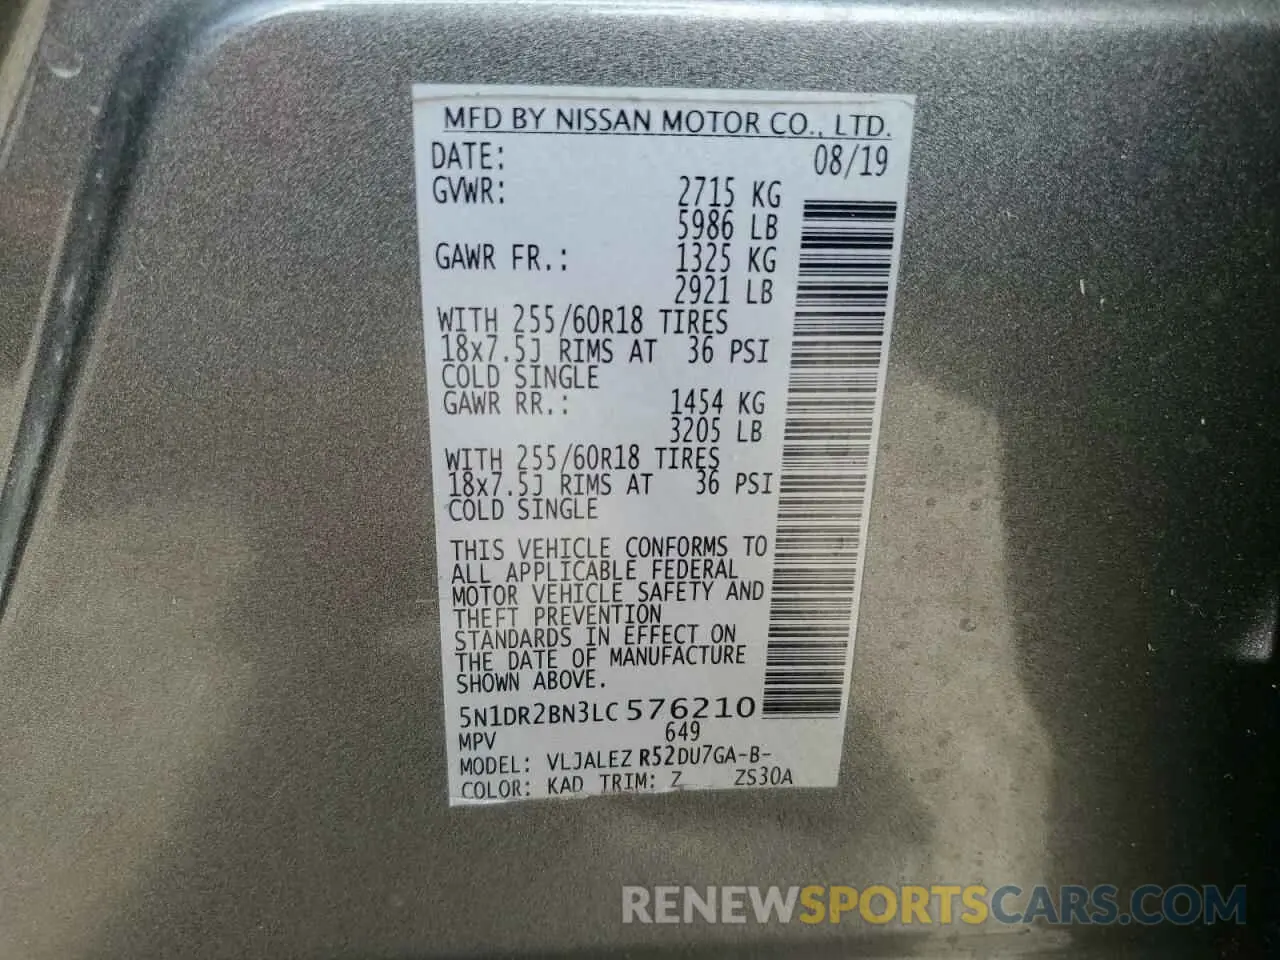 MFD BY NISSAN MOTOR CO., LTD.
DATE: 08/19
GVWR: 2715 KG
5986 LB
GAWR FR.: 1325 KG
2921 LB
WITH 255/60R18 TIRES
18x7.5J RIMS AT 36 PSI
COLD SINGLE
GAWR RR.: 1454 KG
3205 LB
WITH 255/60R18 TIRES
18x7.5J RIMS AT 36 PSI
COLD SINGLE
THIS VEHICLE CONFORMS TO
ALL APPLICABLE FEDERAL
MOTOR VEHICLE SAFETY AND
THEFT PREVENTION
STANDARDS IN EFFECT ON
THE DATE OF MANUFACTURE
SHOWN ABOVE.
5N1DR2BN3LC576210
MPV 649
MODEL: VLJALEZ R52DU7GA-B-
COLOR: KAD TRIM: Z ZS30A
RENEWSPORTSCARS.COM